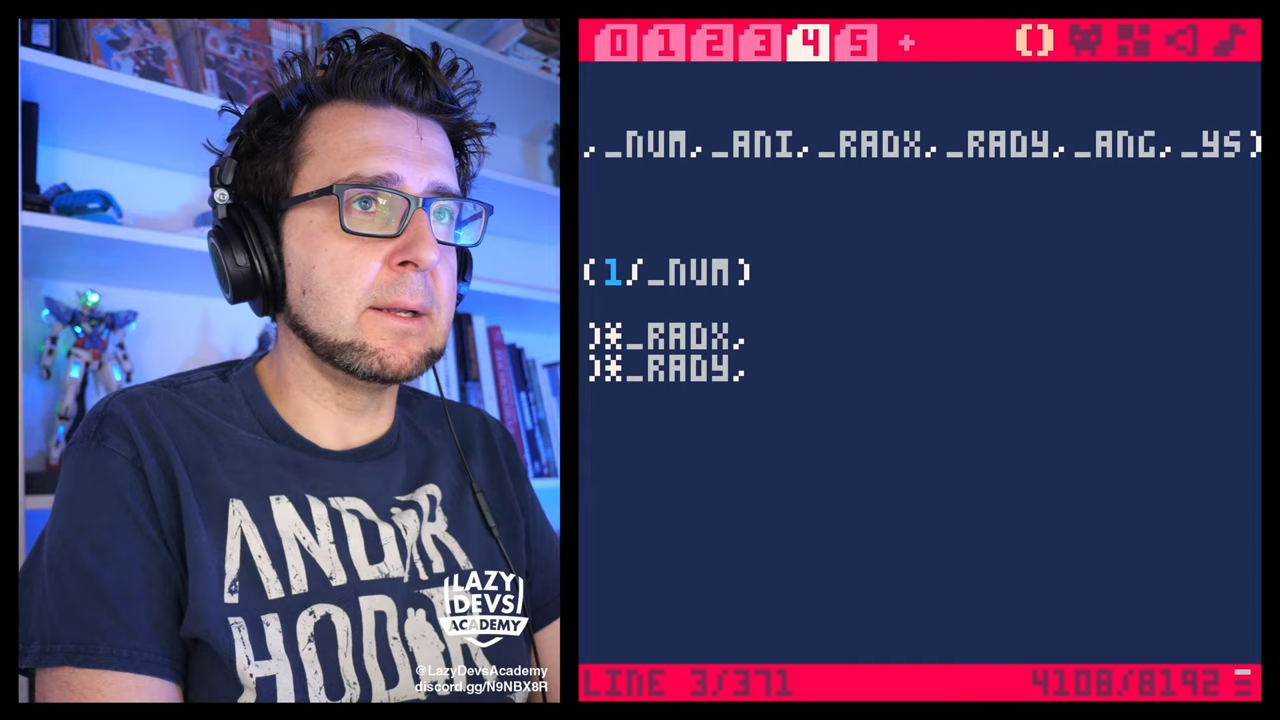 0 1 2 3 4 5 +
,_NUM,_ANI,_RADX,_RADY,_ANG,_YS)
(1/_NUM)
)*_RADX,
)*_RADY,
LINE 3/371
4108/8192
ANDOR
HODOR
LAZY
DEVS
ACADEMY
@LazyDevsAcademy
discord.gg/N9NBX8R